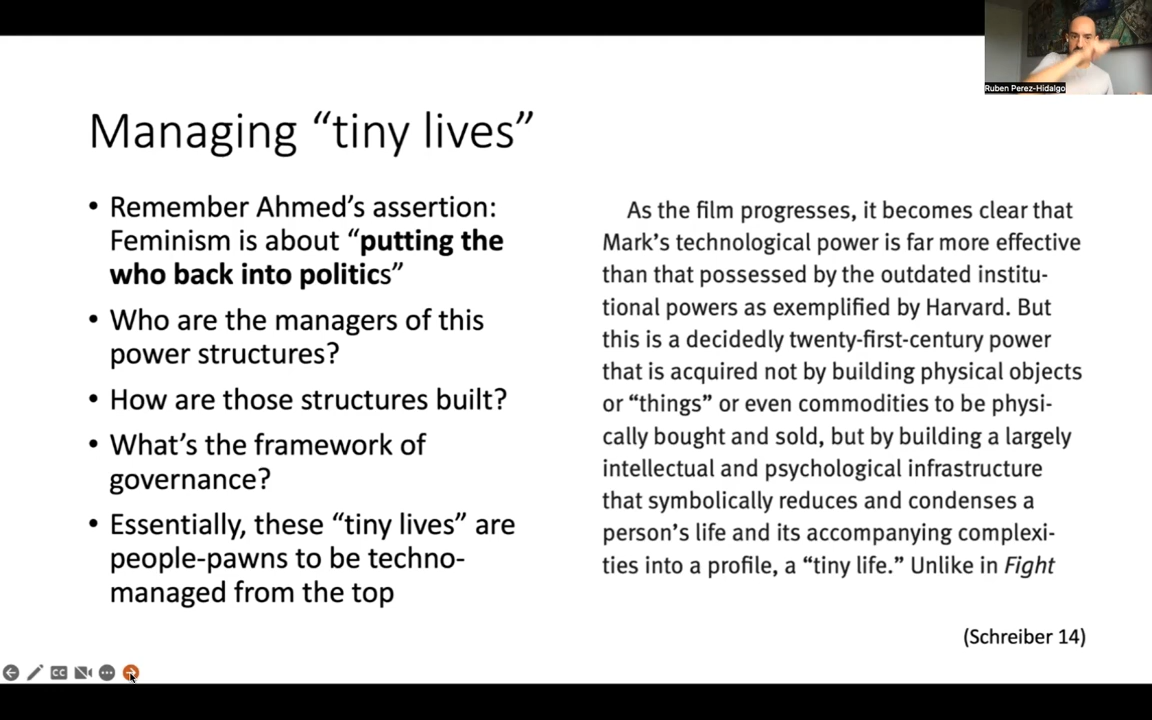 Ruben Perez-Hidalgo
Managing “tiny lives”
• Remember Ahmed’s assertion:
Feminism is about “putting the
who back into politics”
• Who are the managers of this
power structures?
• How are those structures built?
• What’s the framework of
governance?
• Essentially, these “tiny lives” are
people-pawns to be techno-
managed from the top
As the film progresses, it becomes clear that
Mark’s technological power is far more effective
than that possessed by the outdated institu-
tional powers as exemplified by Harvard. But
this is a decidedly twenty-first-century power
that is acquired not by building physical objects
or “things” or even commodities to be physi-
cally bought and sold, but by building a largely
intellectual and psychological infrastructure
that symbolically reduces and condenses a
person’s life and its accompanying complexi-
ties into a profile, a “tiny life.” Unlike in Fight
(Schreiber 14)
CC